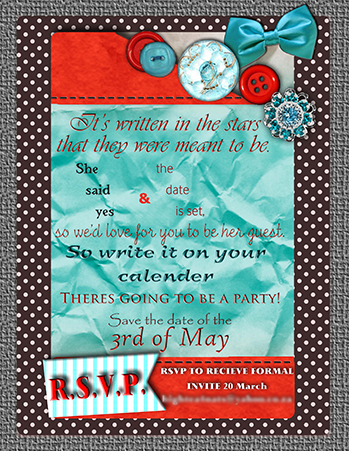 It's written in the stars
that they were meant to be.
She the
said & date
yes is set,
so we'd love for you to be her guest.
So write it on your
calender
THERES GOING TO BE A PARTY!
Save the date of the
3rd of May
R.S.V.P.
RSVP TO RECIEVE FORMAL
INVITE 20 March